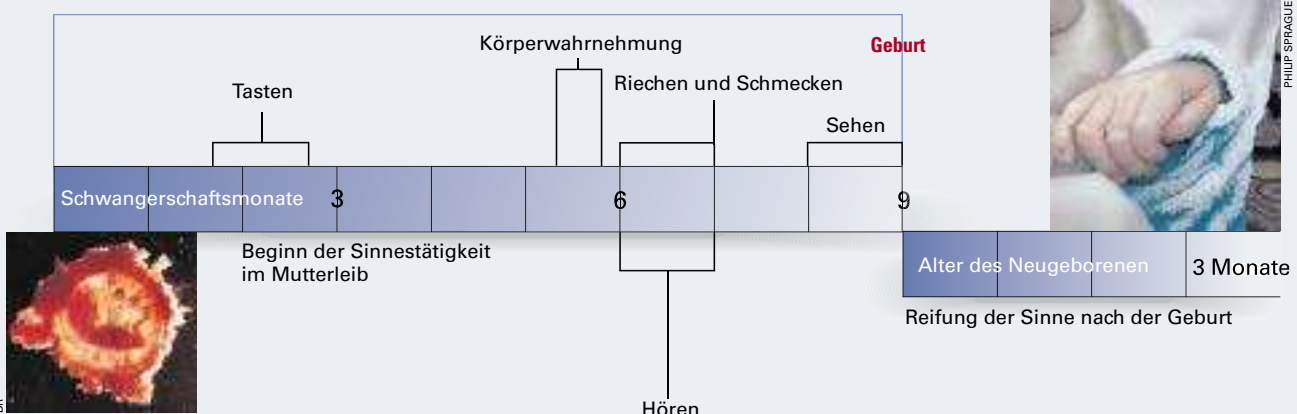 PHILIP SPRAGUE
Körperwahrnehmung
Geburt
Tasten
Riechen und Schmecken
Sehen
Schwangerschaftsmonate
3
6
9
Beginn der Sinnestätigkeit
im Mutterleib
Alter des Neugeborenen
3 Monate
Reifung der Sinne nach der Geburt
Hören